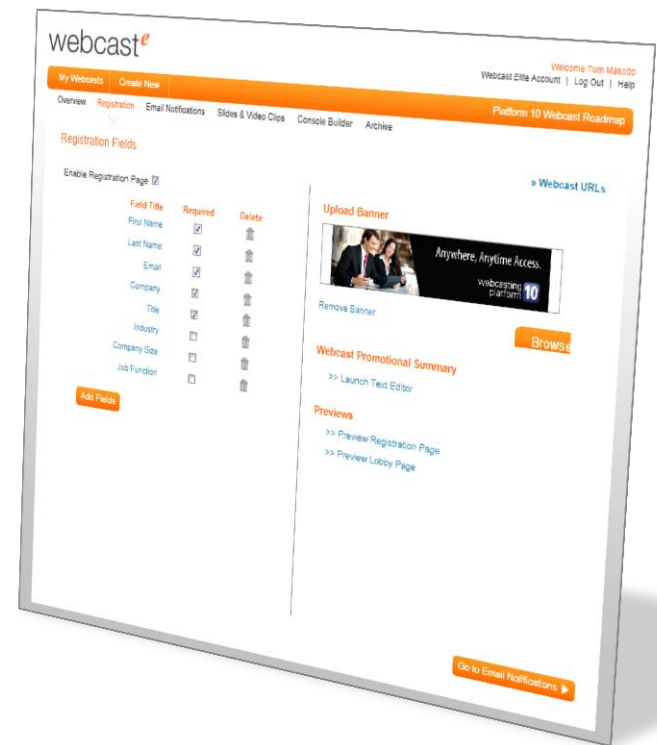 webcast e
Welcome Tom Masotto
Webcast Elite Account | Log Out | Help
My Webcasts Create New
Platform 10 Webcast Roadmap
Overview Registration Email Notifications Slides & Video Clips Console Builder Archive
Registration Fields
» Webcast URLs
Enable Registration Page
Field Title Required Delete
First Name
Last Name
Email
Company
Title
Industry
Company Size
Job Function
Add Fields
Upload Banner
Anywhere, Anytime Access.
webcasting
platform 10
Remove Banner
Browse
Webcast Promotional Summary
>> Launch Text Editor
Previews
>> Preview Registration Page
>> Preview Lobby Page
Go to Email Notifications